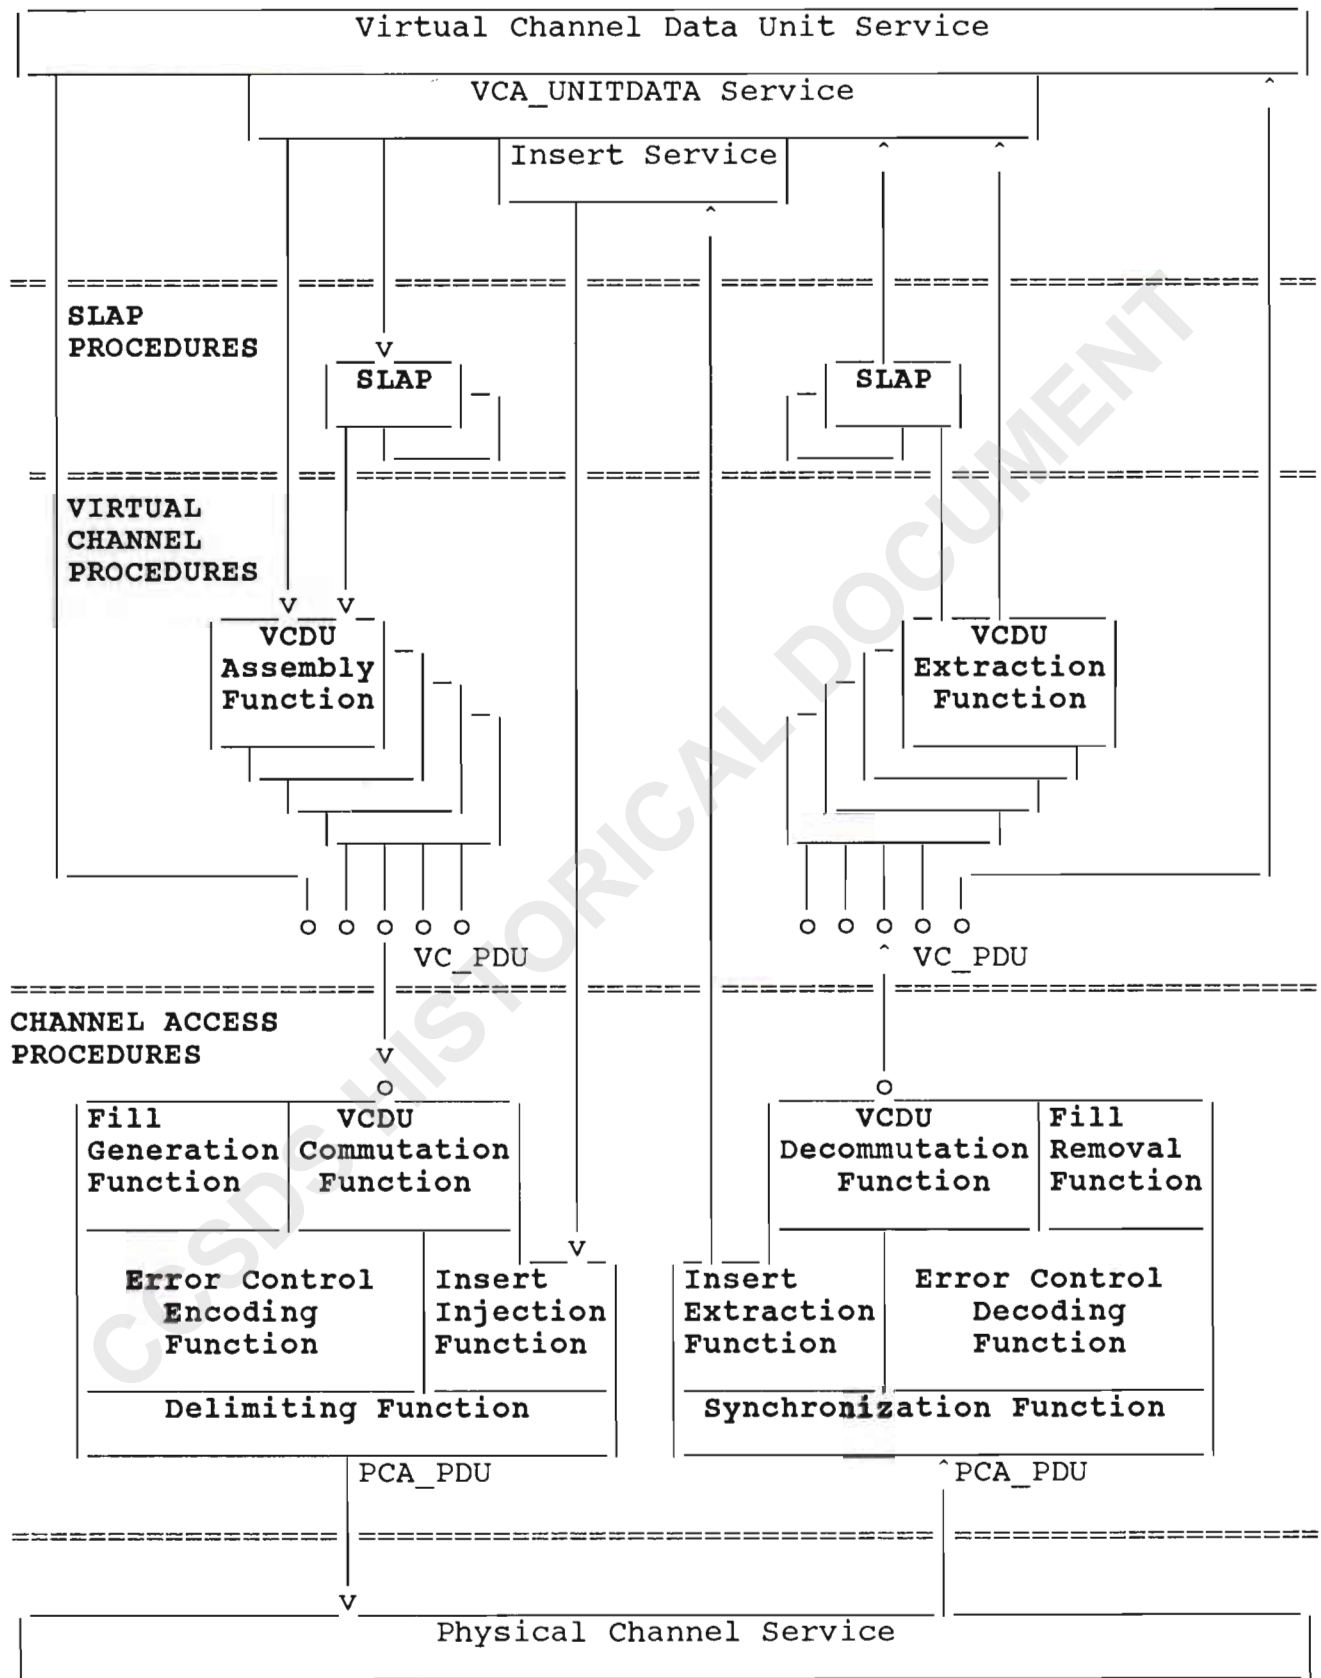 Virtual Channel Data Unit Service
VCA_UNITDATA Service
Insert Service
SLAP
PROCEDURES
SLAP
SLAP
VIRTUAL
CHANNEL
PROCEDURES
VCDU
Assembly
Function
VCDU
Extraction
Function
VC_PDU
VC_PDU
CHANNEL ACCESS
PROCEDURES
Fill
Generation
Function
VCDU
Commutation
Function
VCDU
Decommutation
Function
Fill
Removal
Function
Error Control
Encoding
Function
Insert
Injection
Function
Insert
Extraction
Function
Error Control
Decoding
Function
Delimiting Function
Synchronization Function
PCA_PDU
PCA_PDU
Physical Channel Service
CCSDS HISTORICAL DOCUMENT